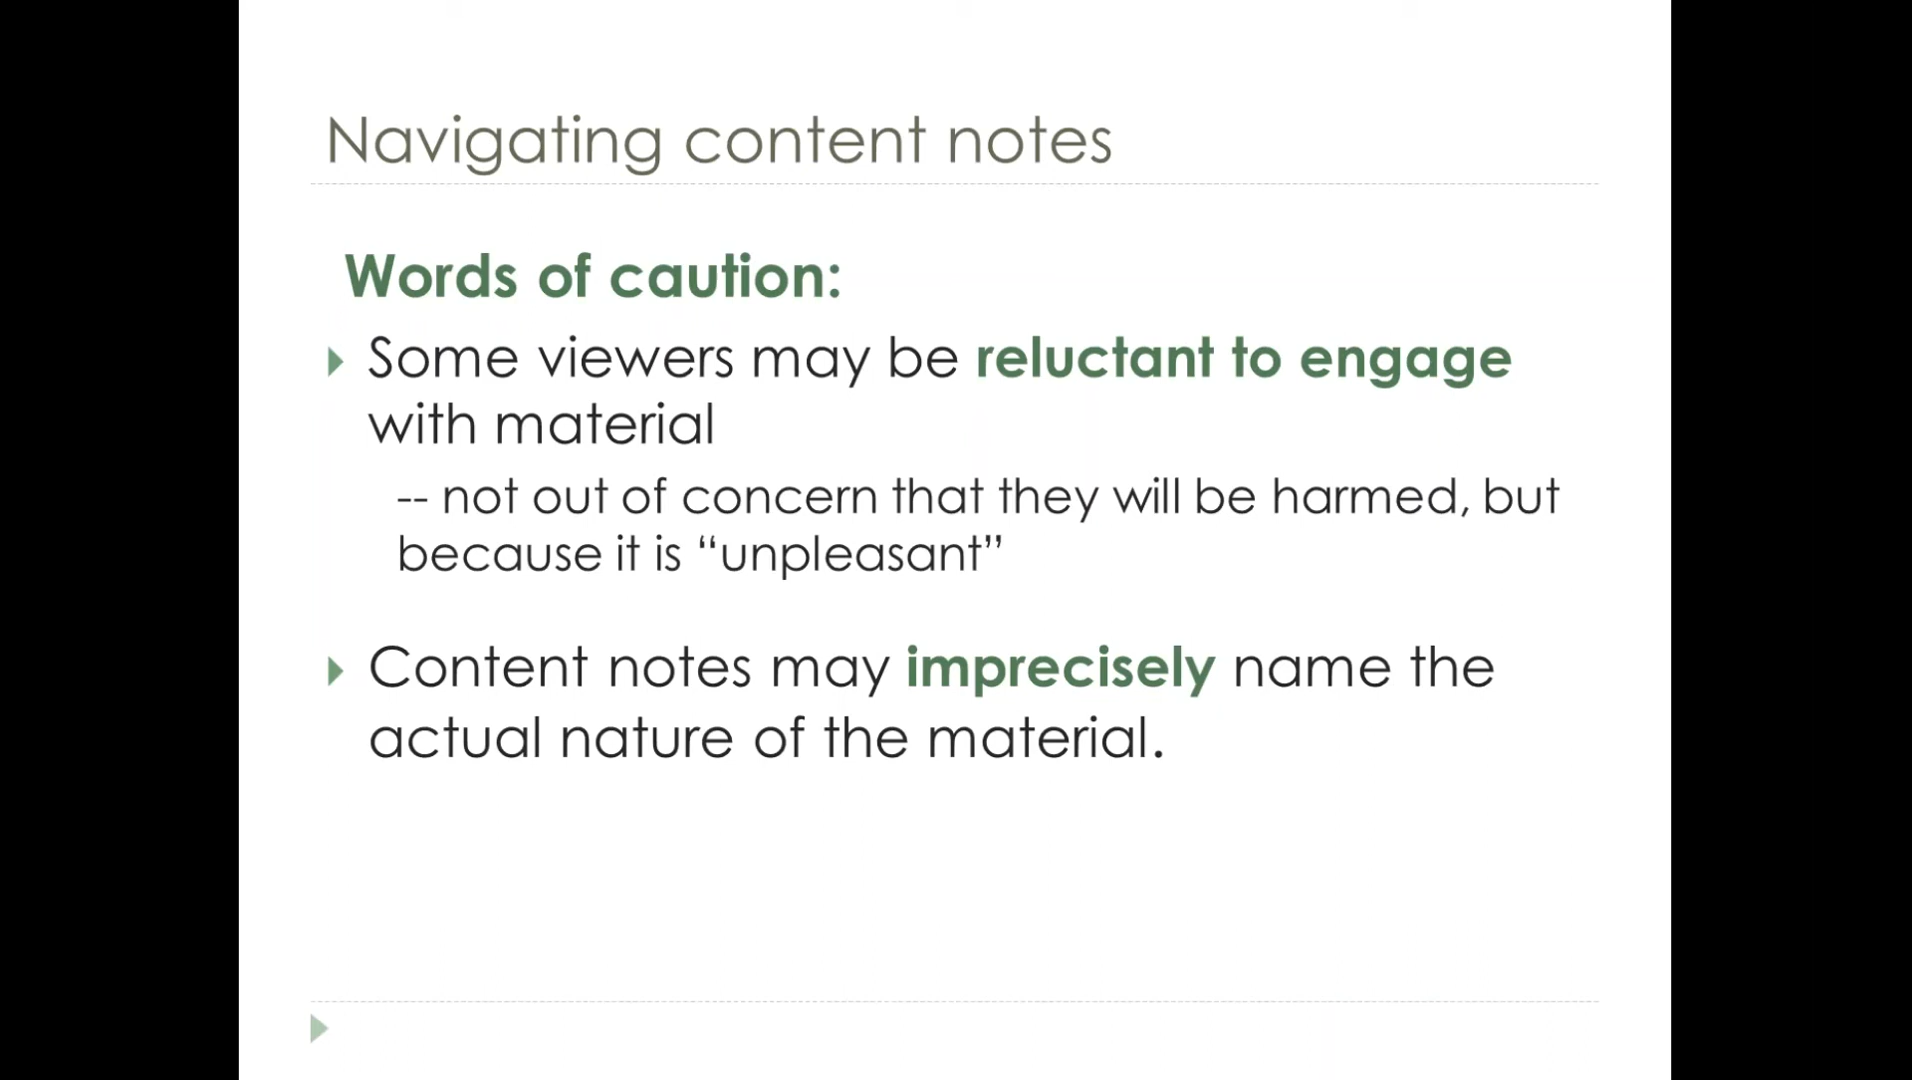 Navigating content notes
Words of caution:
Some viewers may be reluctant to engage
with material
-- not out of concern that they will be harmed, but
because it is “unpleasant”
Content notes may imprecisely name the
actual nature of the material.